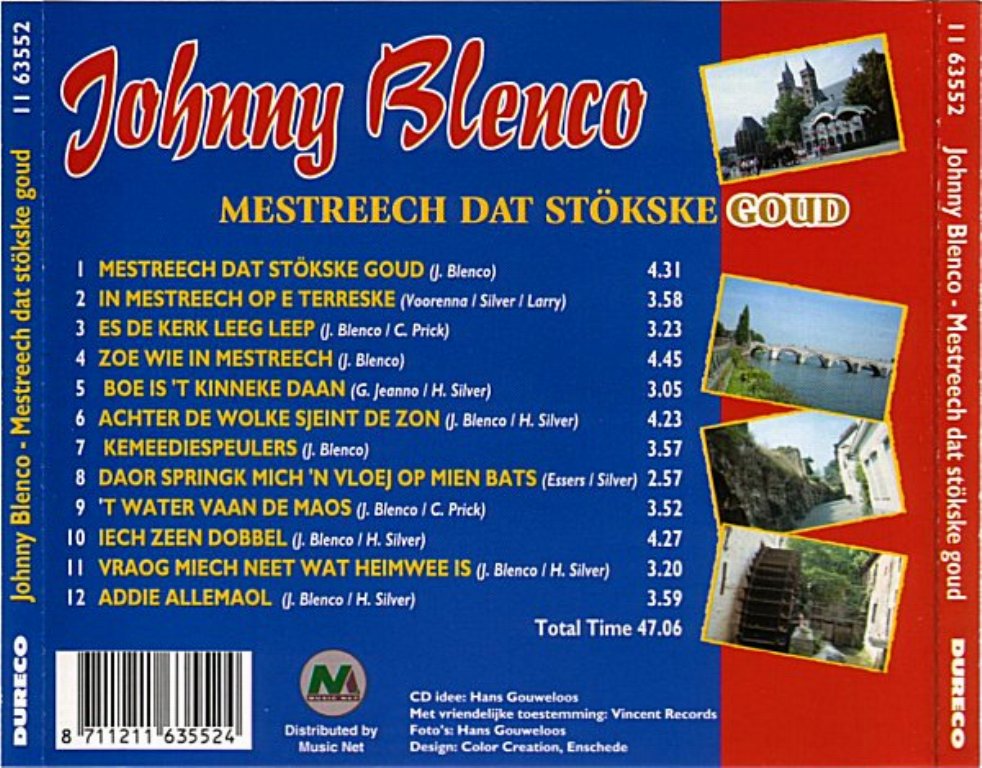 Johnny Blenco
MESTREECH DAT STÖKSKE GOUD
1 MESTREECH DAT STÖKSKE GOUD (J. Blenco) 4.31
2 IN MESTREECH OP E TERRESKE (Voorenna / Silver / Larry) 3.58
3 ES DE KERK LEEG LEEP (J. Blenco / C. Prick) 3.23
4 ZOE WIE IN MESTREECH (J. Blenco) 4.45
5 BOE IS 'T KINNEKE DAAN (G. Jeanno / H. Silver) 3.05
6 ACHTER DE WOLKE SJEINT DE ZON (J. Blenco / H. Silver) 4.23
7 KEMEEDIESPEULERS (J. Blenco) 3.57
8 DAOR SPRINGK MICH 'N VLOEJ OP MIEN BATS (Essers / Silver) 2.57
9 'T WATER VAAN DE MAOS (J. Blenco / C. Prick) 3.52
10 IECH ZEEN DOBBEL (J. Blenco / H. Silver) 4.27
11 VRAOG MIECH NEET WAT HEIMWEE IS (J. Blenco / H. Silver) 3.20
12 ADDIE ALLEMAOL (J. Blenco / H. Silver) 3.59
Total Time 47.06
8 711211 635524
MUSIC NET
Distributed by
Music Net
CD idee: Hans Gouweloos
Met vriendelijke toestemming: Vincent Records
Foto's: Hans Gouweloos
Design: Color Creation, Enschede
DURECO Johnny Blenco - Mestreech dat stökske goud 11 63552
11 63552 Johnny Blenco - Mestreech dat stökske goud DURECO